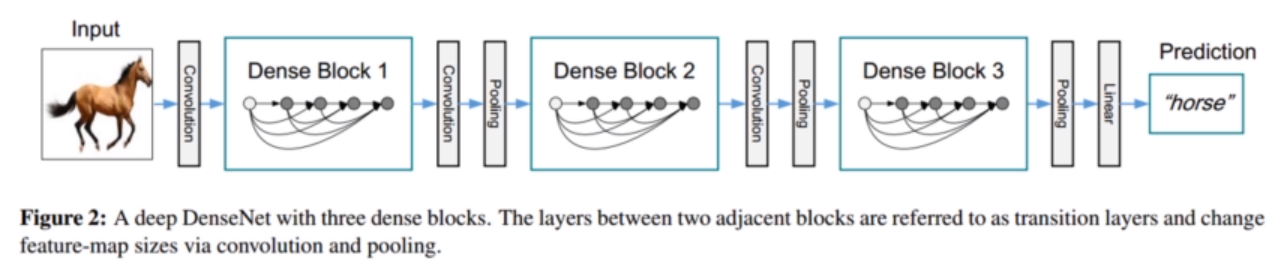 Input
Convolution
Dense Block 1
Convolution
Pooling
Dense Block 2
Convolution
Pooling
Dense Block 3
Pooling
Linear
Prediction
“horse”
Figure 2: A deep DenseNet with three dense blocks. The layers between two adjacent blocks are referred to as transition layers and change
feature-map sizes via convolution and pooling.